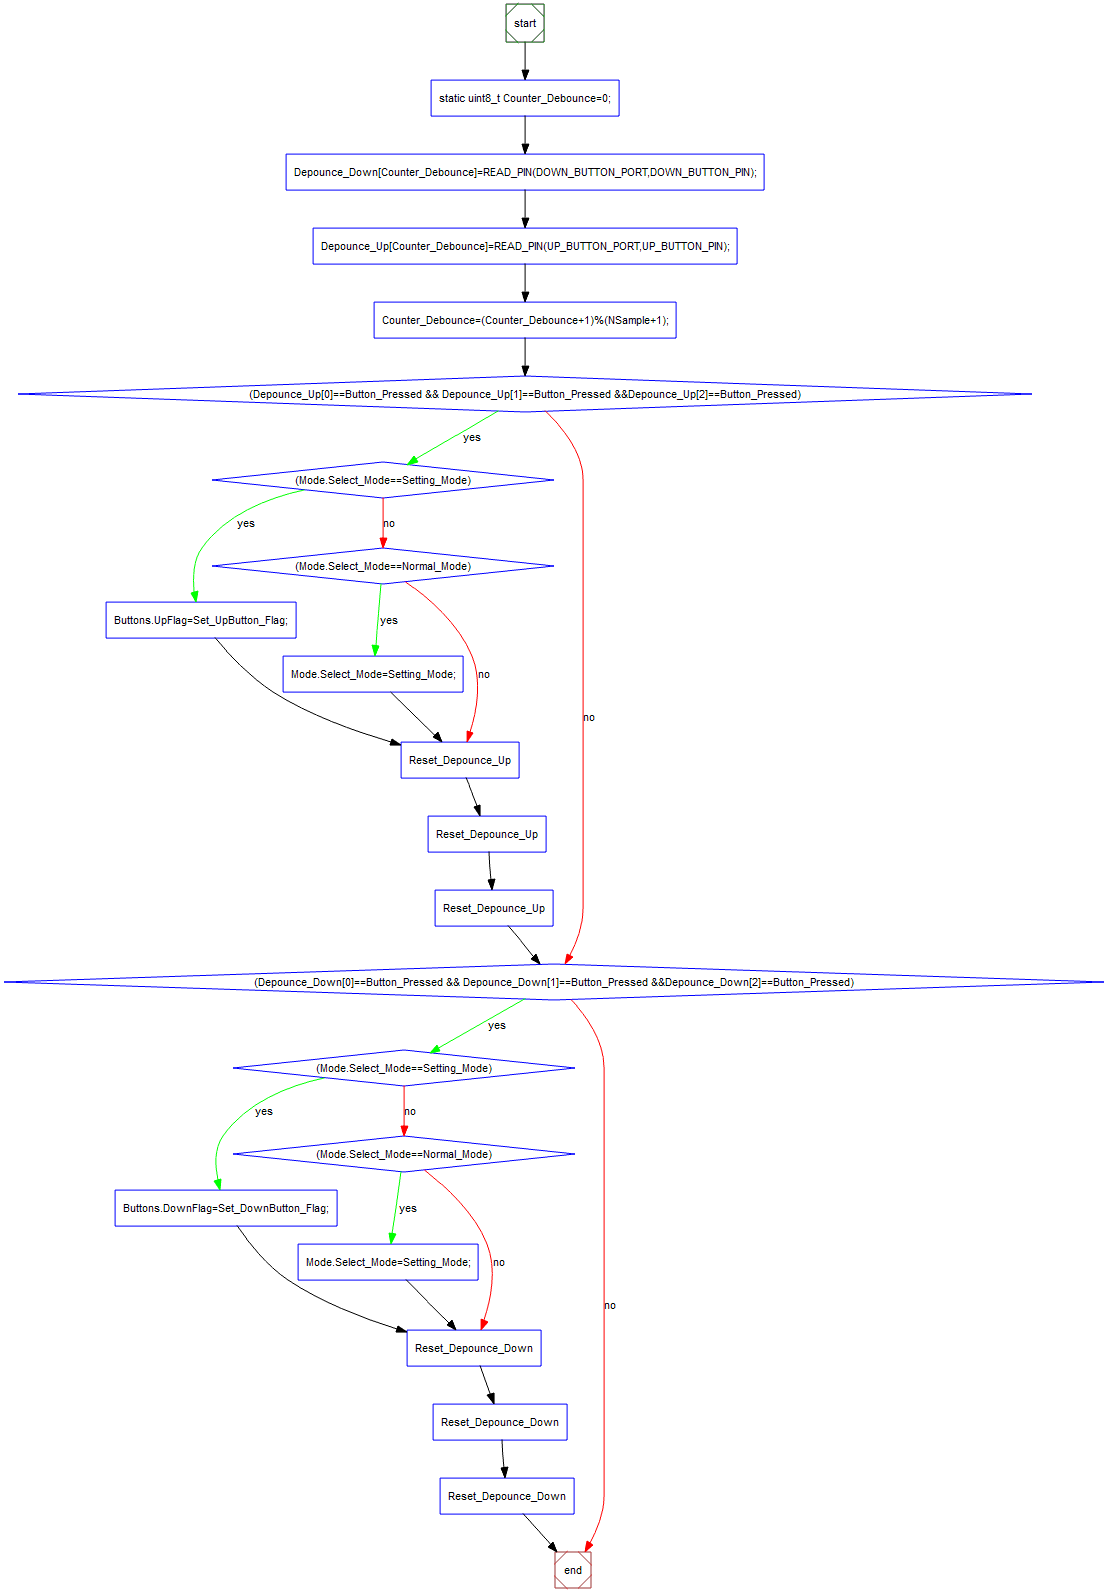 start
static uint8_t Counter_Debounce=0;
Depounce_Down[Counter_Debounce]=READ_PIN(DOWN_BUTTON_PORT,DOWN_BUTTON_PIN);
Depounce_Up[Counter_Debounce]=READ_PIN(UP_BUTTON_PORT,UP_BUTTON_PIN);
Counter_Debounce=(Counter_Debounce+1)%(NSample+1);
(Depounce_Up[0]==Button_Pressed && Depounce_Up[1]==Button_Pressed &&Depounce_Up[2]==Button_Pressed)
yes
(Mode.Select_Mode==Setting_Mode)
yes
no
(Mode.Select_Mode==Normal_Mode)
Buttons.UpFlag=Set_UpButton_Flag;
yes
Mode.Select_Mode=Setting_Mode;
no
no
Reset_Depounce_Up
Reset_Depounce_Up
Reset_Depounce_Up
(Depounce_Down[0]==Button_Pressed && Depounce_Down[1]==Button_Pressed &&Depounce_Down[2]==Button_Pressed)
yes
(Mode.Select_Mode==Setting_Mode)
yes
no
(Mode.Select_Mode==Normal_Mode)
Buttons.DownFlag=Set_DownButton_Flag;
yes
Mode.Select_Mode=Setting_Mode;
no
no
Reset_Depounce_Down
Reset_Depounce_Down
Reset_Depounce_Down
end